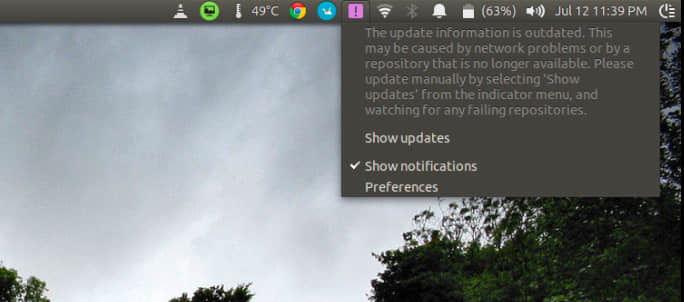 49°C (63%) Jul 12 11:39 PM
The update information is outdated. This
may be caused by network problems or by a
repository that is no longer available. Please
update manually by selecting 'Show
updates' from the indicator menu, and
watching for any failing repositories.
Show updates
Show notifications
Preferences